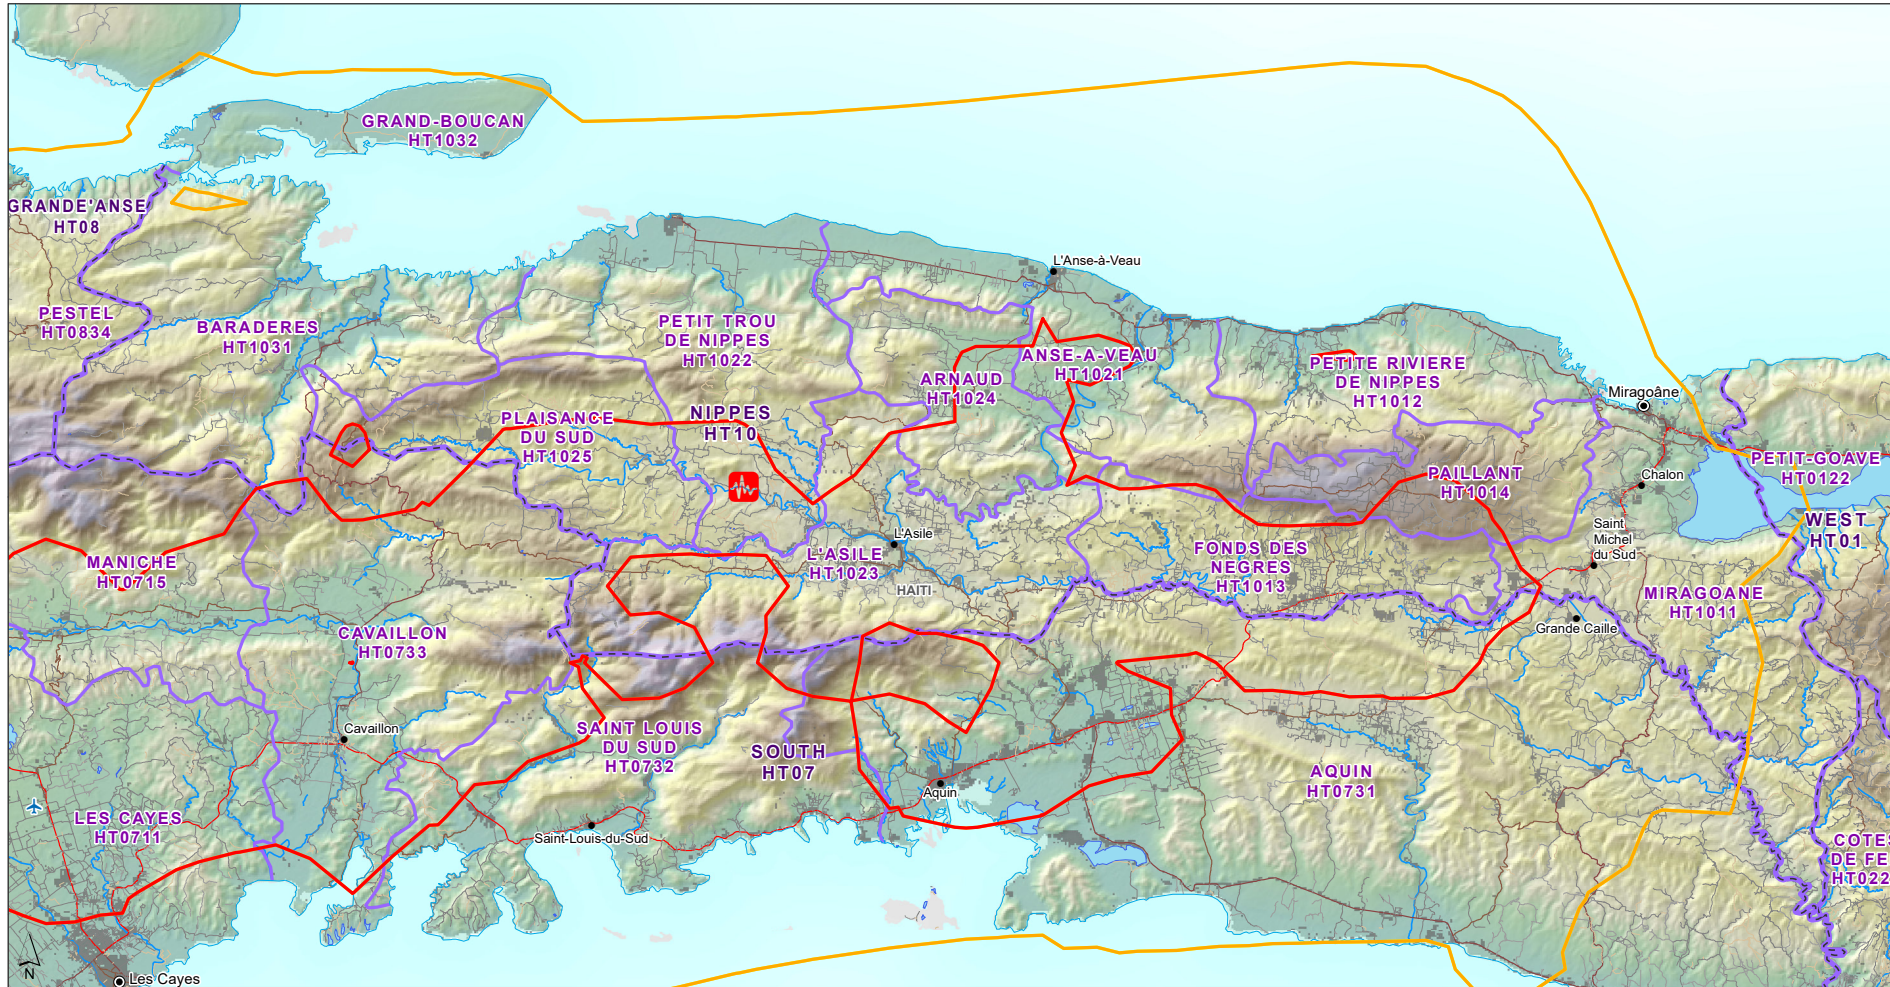 GRAND-BOUCAN
HT1032
GRANDE'ANSE
HT08
L'Anse-à-Veau
PESTEL
HT0834
BARADERES
HT1031
PETIT TROU
DE NIPPES
HT1022
ANSE-A-VEAU
HT1021
ARNAUD
HT1024
PETITE RIVIERE
DE NIPPES
HT1012
Miragoâne
PLAISANCE
DU SUD
HT1025
NIPPES
HT10
PAILLANT
HT1014
Chalon
PETIT-GOAVE
HT0122
WEST
HT01
Saint
Michel
du Sud
L'Asile
L'ASILE
HT1023
HAITI
FONDS DES
NEGRES
HT1013
MANICHE
HT0715
MIRAGOANE
HT1011
Grande Caille
CAVAILLON
HT0733
Cavaillon
SAINT LOUIS
DU SUD
HT0732
SOUTH
HT07
AQUIN
HT0731
Aquin
LES CAYES
HT0711
Saint-Louis-du-Sud
COTES
DE FE
HT022
N
Les Cayes